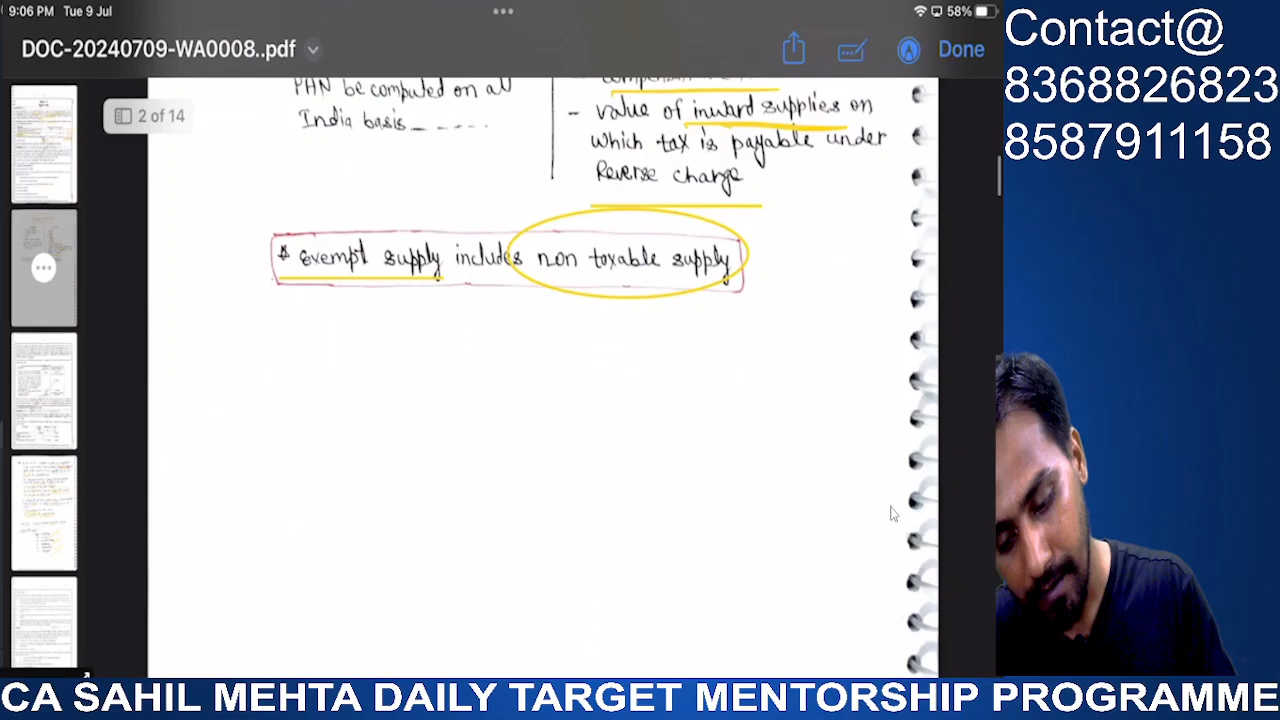 9:06 PM Tue 9 Jul
58%
DOC-20240709-WA0008..pdf
Done
Contact@
8368826823
8587911158
2 of 14
PAN be computed on all
India basis
- value of inward supplies on
which tax is payable under
Reverse charge
* exempt supply includes non taxable supply
CA SAHIL MEHTA DAILY TARGET MENTORSHIP PROGRAMME